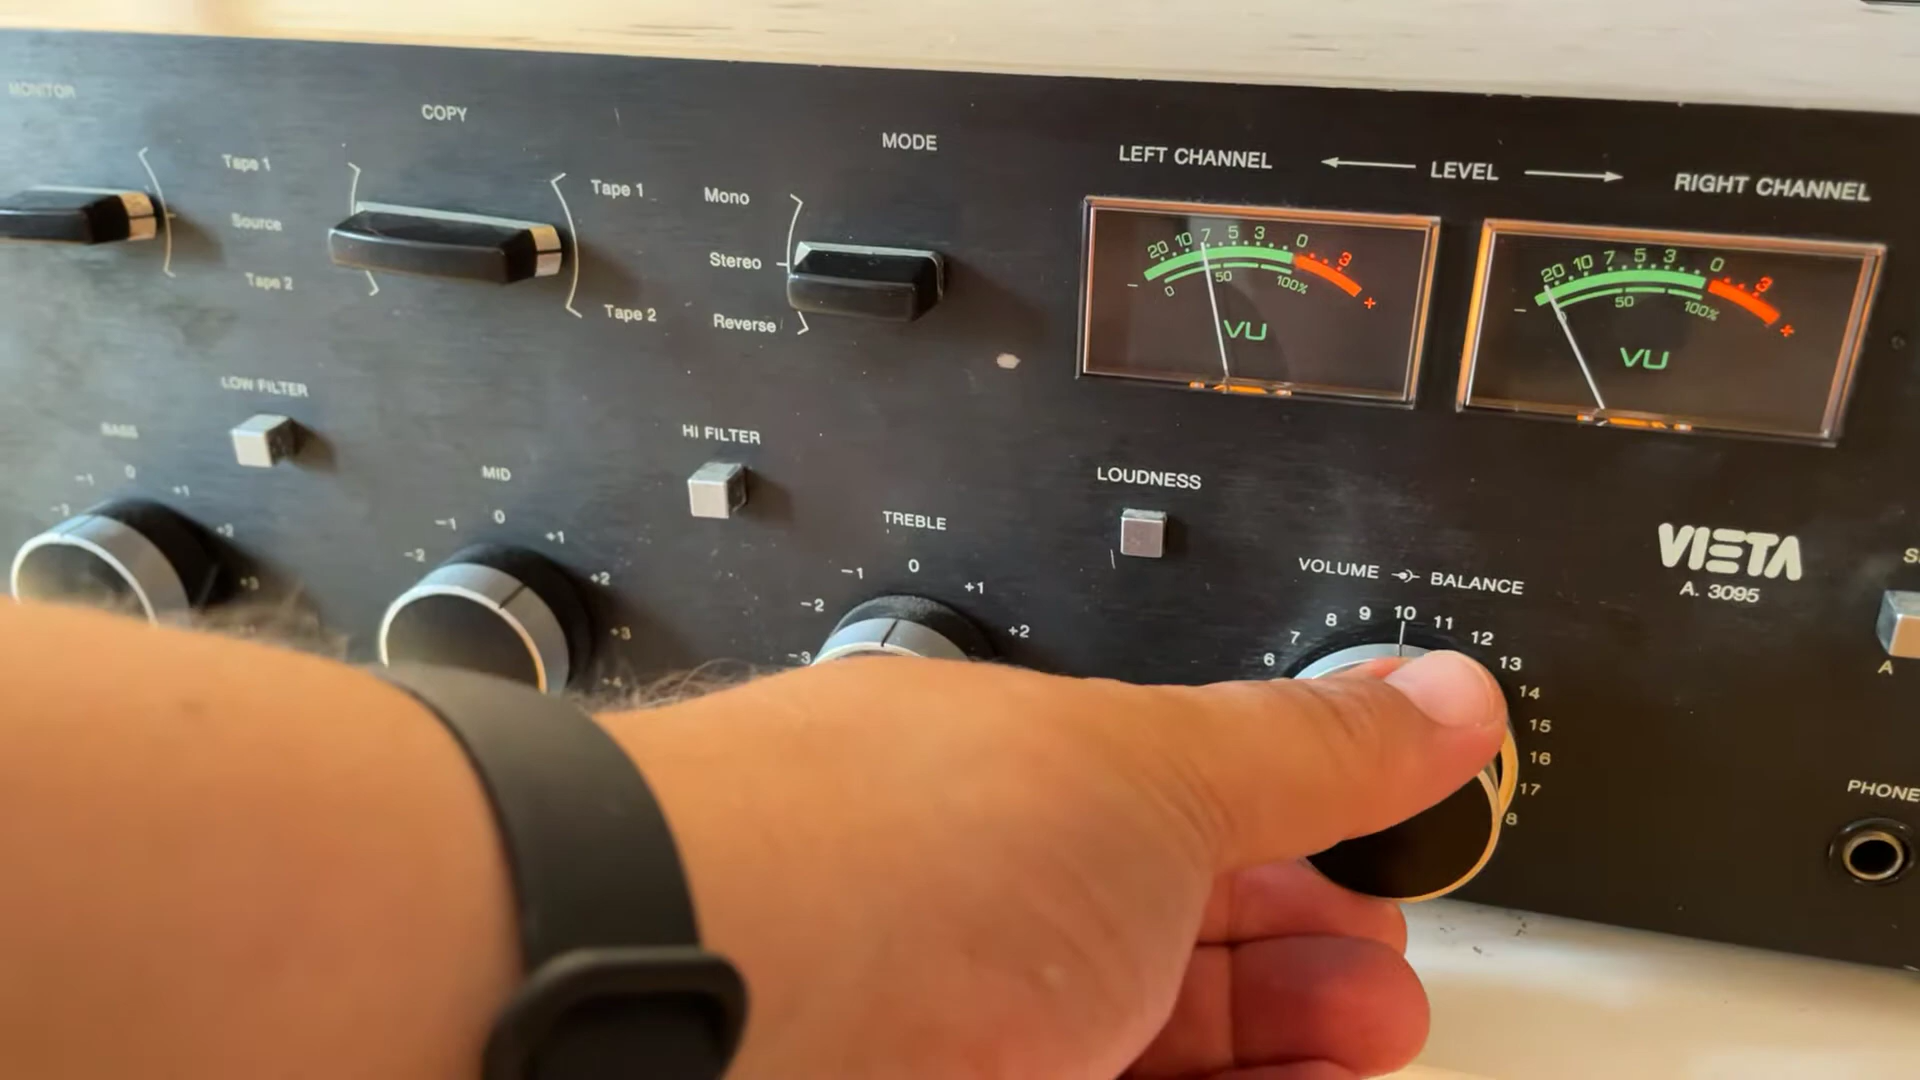 MONITOR
Tape 1
Source
Tape 2
COPY
Tape 1
Tape 2
MODE
Mono
Stereo
Reverse
LEFT CHANNEL
LEVEL
RIGHT CHANNEL
20 10 7 5 3 0 3
- 0 50 100% +
VU
20 10 7 5 3 0 3
- 0 50 100% +
VU
LOW FILTER
HI FILTER
LOUDNESS
BASS
-2 -1 0 +1 +2 +3
MID
-2 -1 0 +1 +2 +3 -4
TREBLE
-3 -2 -1 0 +1 +2
VOLUME BALANCE
6 7 8 9 10 11 12 13 14 15 16 17 8
VIETA
A. 3095
A
PHONE